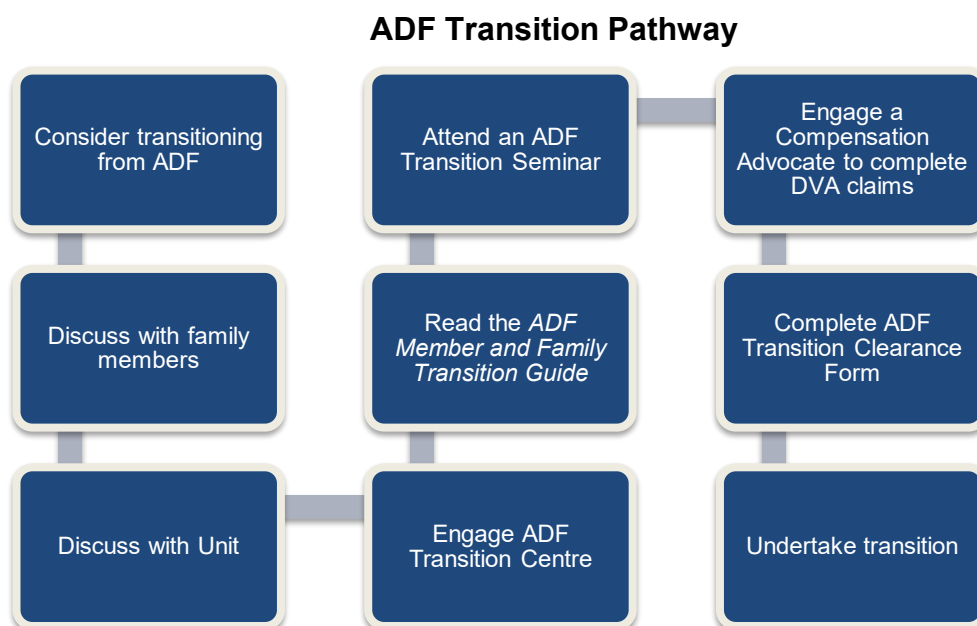 ADF Transition Pathway
Consider transitioning
from ADF
Discuss with family
members
Discuss with Unit
Engage ADF
Transition Centre
Read the ADF
Member and Family
Transition Guide
Attend an ADF
Transition Seminar
Engage a
Compensation
Advocate to complete
DVA claims
Complete ADF
Transition Clearance
Form
Undertake transition